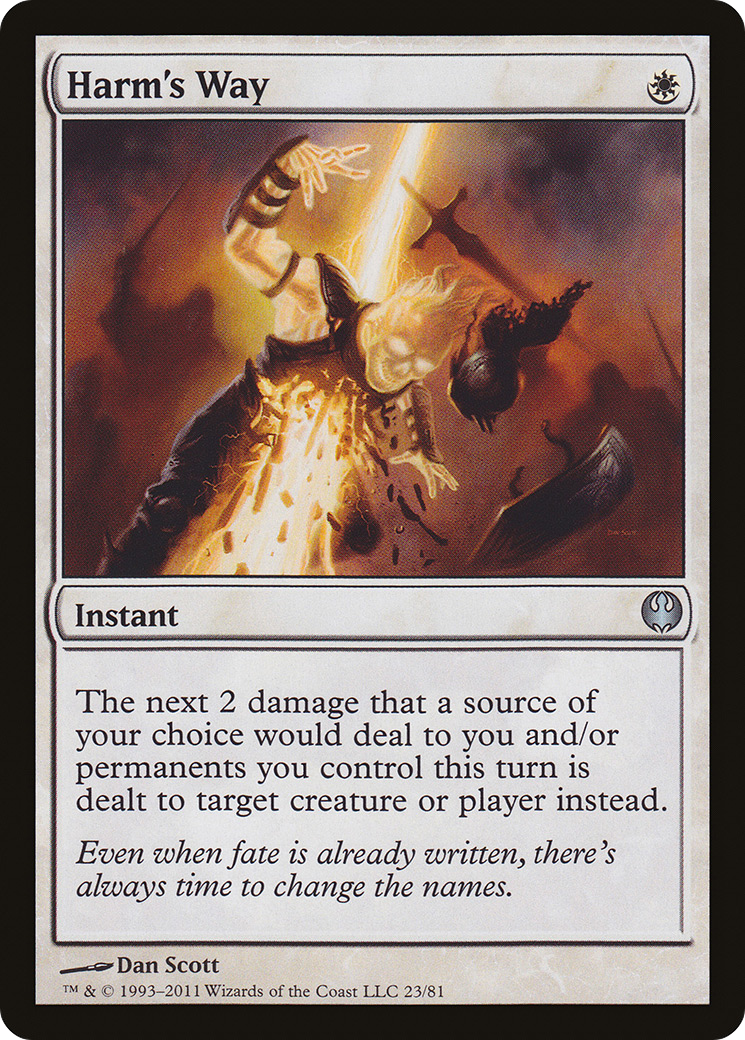 Harm's Way
Instant
The next 2 damage that a source of
your choice would deal to you and/or
permanents you control this turn is
dealt to target creature or player instead.
Even when fate is already written, there's
always time to change the names.
Dan Scott
™ & © 1993–2011 Wizards of the Coast LLC 23/81